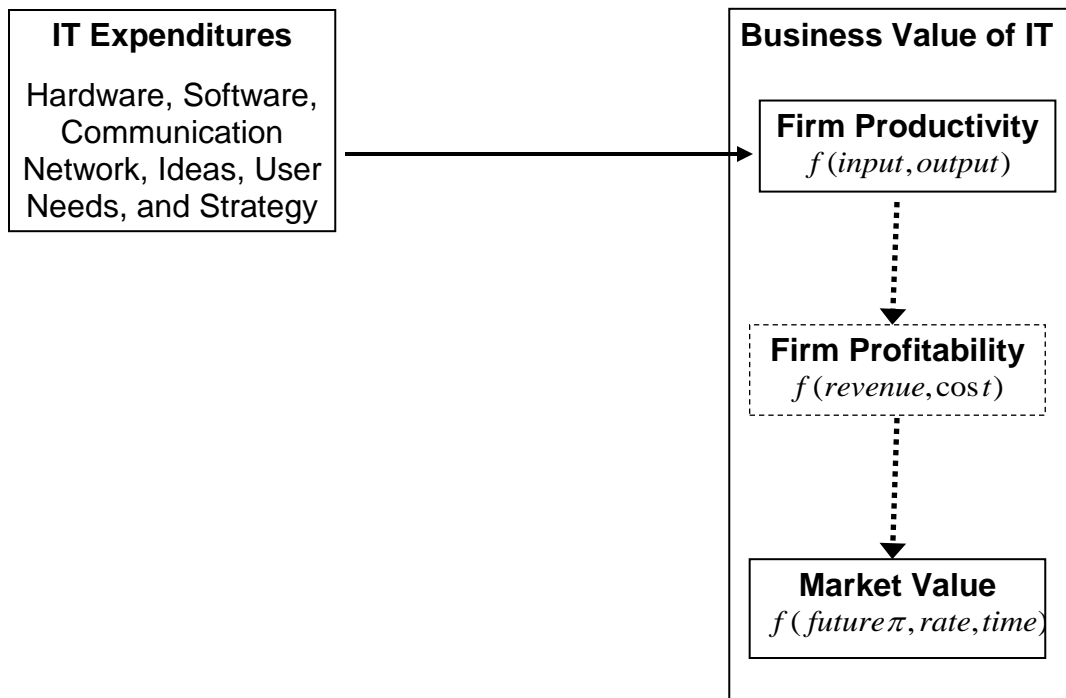 IT Expenditures
Hardware, Software,
Communication
Network, Ideas, User
Needs, and Strategy
Business Value of IT
Firm Productivity
f(input,output)
Firm Profitability
f(revenue,cost)
Market Value
f(futureπ,rate,time)